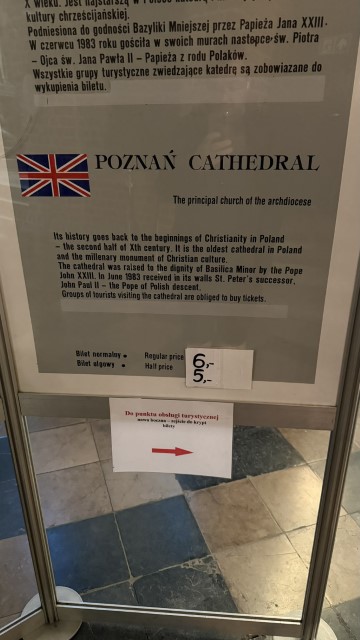 X wieku. Jest najstarszą w Polsce
kultury chrześcijańskiej.
Podniesiona do godności Bazyliki Mniejszej przez Papieża Jana XXIII.
W czerwcu 1983 roku gościła w swoich murach następcę św. Piotra
– Ojca św. Jana Pawła II – Papieża z rodu Polaków.
Wszystkie grupy turystyczne zwiedzające katedrę są zobowiązane do
wykupienia biletu.
POZNAŃ CATHEDRAL
The principal church of the archdiocese
Its history goes back to the beginnings of Christianity in Poland
– the second half of Xth century. It is the oldest cathedral in Poland
and the millenary monument of Christian culture.
The cathedral was raised to the dignity of Basilica Minor by the Pope
John XXIII. In June 1983 received in its walls St. Peter's successor,
John Paul II – the Pope of Polish descent.
Groups of tourists visiting the cathedral are obliged to buy tickets.
Bilet normalny • Regular price 6,-
Bilet ulgowy • Half price 5,-
Do punktu obsługi turystycznej
nawa boczna – zejście do krypt
bilety